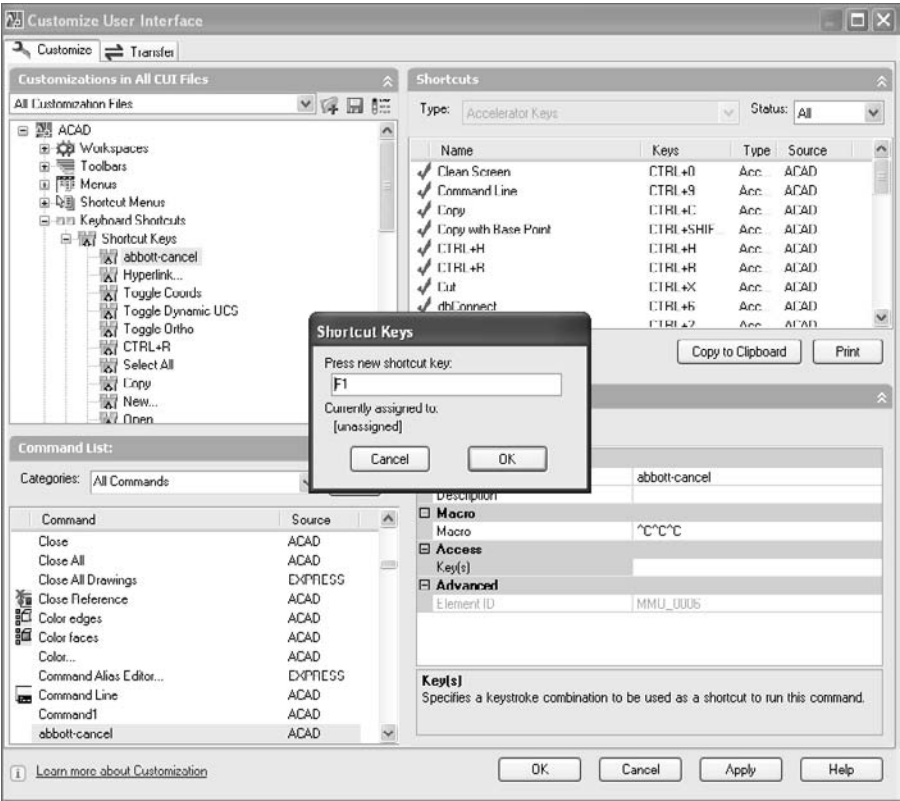 Customize User Interface
Customize Transfer
Customizations in All CUI Files
All Customization Files
ACAD
Workspaces
Toolbars
Menus
Shortcut Menus
Keyboard Shortcuts
Shortcut Keys
abbott-cancel
Hyperlink...
Toggle Coords
Toggle Dynamic UCS
Toggle Ortho
CTRL+R
Select All
Copy
New...
Open
Shortcuts
Type: Accelerator Keys Status: All
Name Keys Type Source
Clean Screen CTRL+0 Acc... ACAD
Command Line CTRL+9 Acc... ACAD
Copy CTRL+C Acc... ACAD
Copy with Base Point CTRL+SHIF... Acc... ACAD
CTRL+H CTRL+H Acc... ACAD
CTRL+R CTRL+R Acc... ACAD
Cut CTRL+X Acc... ACAD
dbConnect CTRL+6 Acc... ACAD
CTRL+2 Acc... ACAD
Copy to Clipboard Print
Shortcut Keys
Press new shortcut key:
F1
Currently assigned to:
[unassigned]
Cancel OK
Command List:
Categories: All Commands
Command Source
Close ACAD
Close All ACAD
Close All Drawings EXPRESS
Close Reference ACAD
Color edges ACAD
Color faces ACAD
Color... ACAD
Command Alias Editor... EXPRESS
Command Line ACAD
Command1 ACAD
abbott-cancel ACAD
abbott-cancel
Description
Macro
Macro ^C^C^C
Access
Key(s)
Advanced
Element ID MMU_0006
Key(s)
Specifies a keystroke combination to be used as a shortcut to run this command.
Learn more about Customization
OK Cancel Apply Help